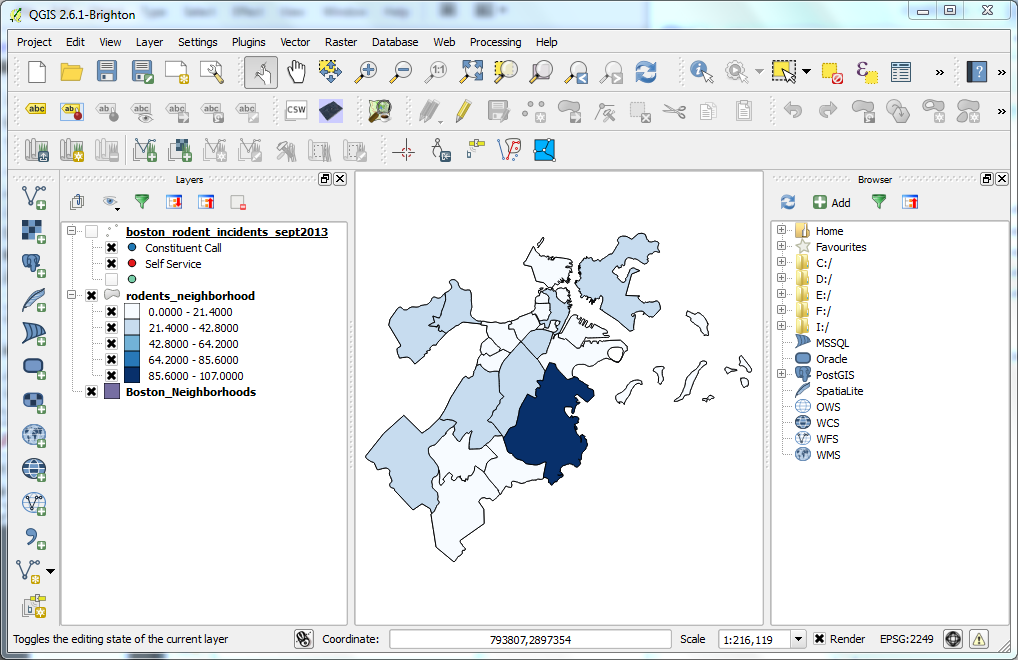 QGIS 2.6.1-Brighton
Project Edit View Layer Settings Plugins Vector Raster Database Web Processing Help
1:1
ε
»
?
»
abc abc abc abc abc abc abc CSW
»
Layers
Browser
Add
boston_rodent_incidents_sept2013
Constituent Call
Self Service
rodents_neighborhood
0.0000 - 21.4000
21.4000 - 42.8000
42.8000 - 64.2000
64.2000 - 85.6000
85.6000 - 107.0000
Boston_Neighborhoods
Home
Favourites
C:/
D:/
E:/
F:/
I:/
MSSQL
Oracle
PostGIS
SpatiaLite
OWS
WCS
WFS
WMS
Toggles the editing state of the current layer Coordinate: 793807,2897354 Scale 1:216,119 Render EPSG:2249